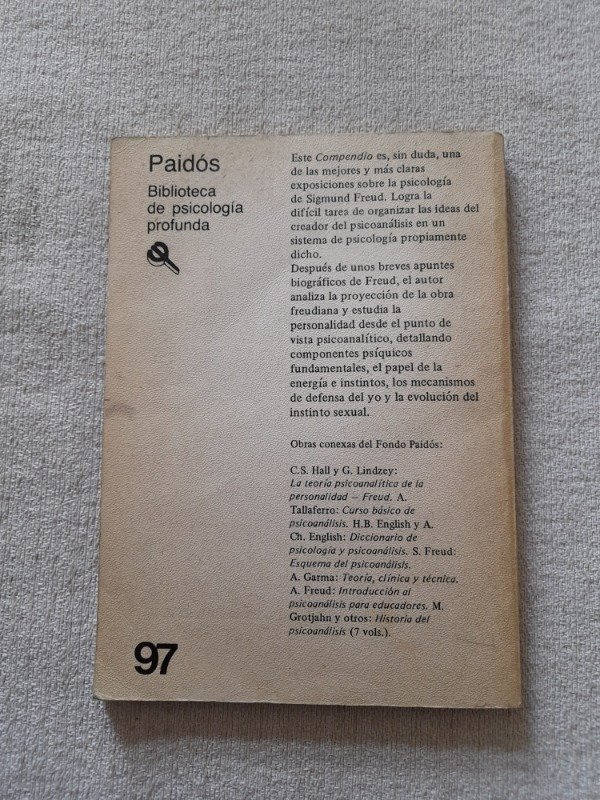 Paidós
Biblioteca
de psicología
profunda
Este Compendio es, sin duda, una
de las mejores y más claras
exposiciones sobre la psicología
de Sigmund Freud. Logra la
difícil tarea de organizar las ideas del
creador del psicoanálisis en un
sistema de psicología propiamente
dicho.
Después de unos breves apuntes
biográficos de Freud, el autor
analiza la proyección de la obra
freudiana y estudia la
personalidad desde el punto de
vista psicoanalítico, detallando
componentes psíquicos
fundamentales, el papel de la
energía e instintos, los mecanismos
de defensa del yo y la evolución del
instinto sexual.
Obras conexas del Fondo Paidós:
C.S. Hall y G. Lindzey:
La teoría psicoanalítica de la
personalidad — Freud. A.
Tallaferro: Curso básico de
psicoanálisis. H.B. English y A.
Ch. English: Diccionario de
psicología y psicoanálisis. S. Freud:
Esquema del psicoanálisis.
A. Garma: Teoría, clínica y técnica.
A. Freud: Introducción al
psicoanálisis para educadores. M.
Grotjahn y otros: Historia del
psicoanálisis (7 vols.).
97